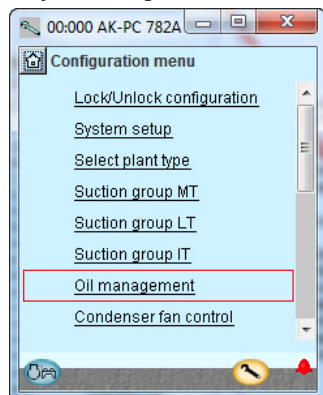 00:000 AK-PC 782A
Configuration menu
Lock/Unlock configuration
System setup
Select plant type
Suction group MT
Suction group LT
Suction group IT
Oil management
Condenser fan control